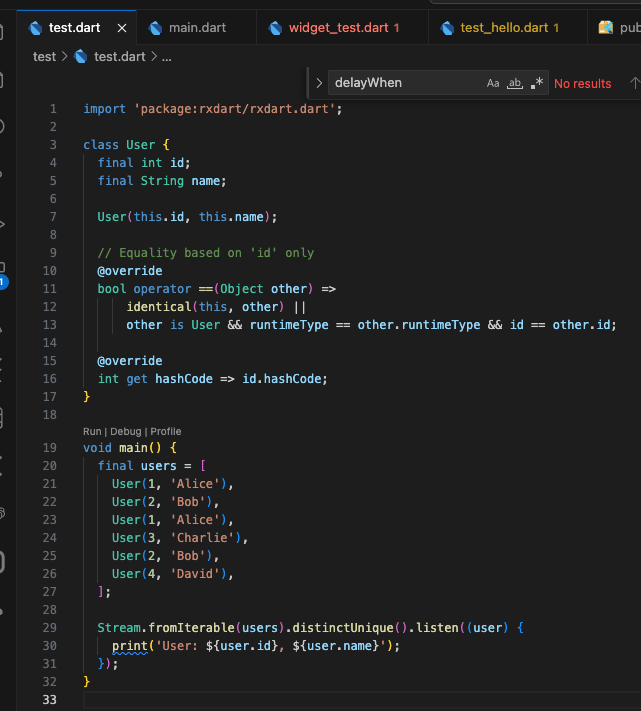 test.dart
main.dart
widget_test.dart 1
test_hello.dart 1
pub
test > test.dart > ...
delayWhen
Aa ab .* No results
1 import 'package:rxdart/rxdart.dart';
2
3 class User {
4   final int id;
5   final String name;
6
7   User(this.id, this.name);
8
9   // Equality based on 'id' only
10   @override
11   bool operator ==(Object other) =>
12       identical(this, other) ||
13       other is User && runtimeType == other.runtimeType && id == other.id;
14
15   @override
16   int get hashCode => id.hashCode;
17 }
18
Run | Debug | Profile
19 void main() {
20   final users = [
21     User(1, 'Alice'),
22     User(2, 'Bob'),
23     User(1, 'Alice'),
24     User(3, 'Charlie'),
25     User(2, 'Bob'),
26     User(4, 'David'),
27   ];
28
29   Stream.fromIterable(users).distinctUnique().listen((user) {
30     print('User: ${user.id}, ${user.name}');
31   });
32 }
33